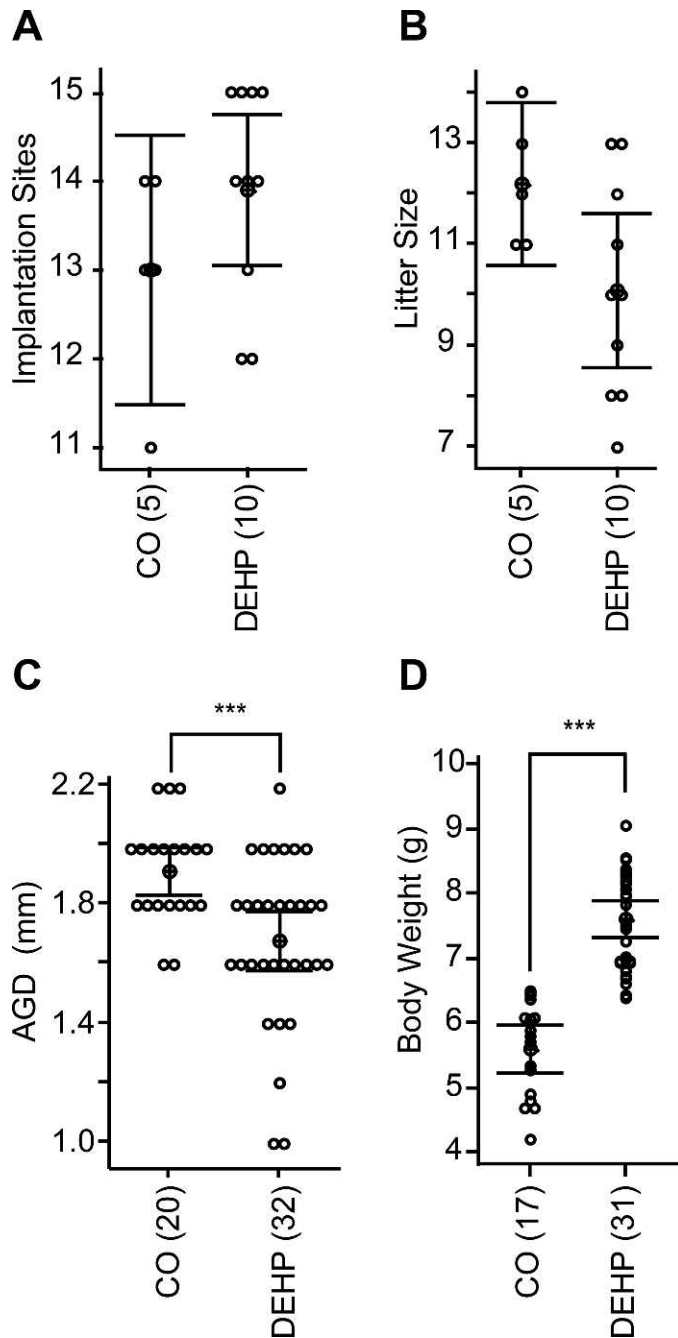 A
Implantation Sites
15
14
13
12
11
CO (5)
DEHP (10)
B
Litter Size
13
11
9
7
CO (5)
DEHP (10)
C
***
AGD (mm)
2.2
1.8
1.4
1.0
CO (20)
DEHP (32)
D
***
Body Weight (g)
10
9
8
7
6
5
4
CO (17)
DEHP (31)